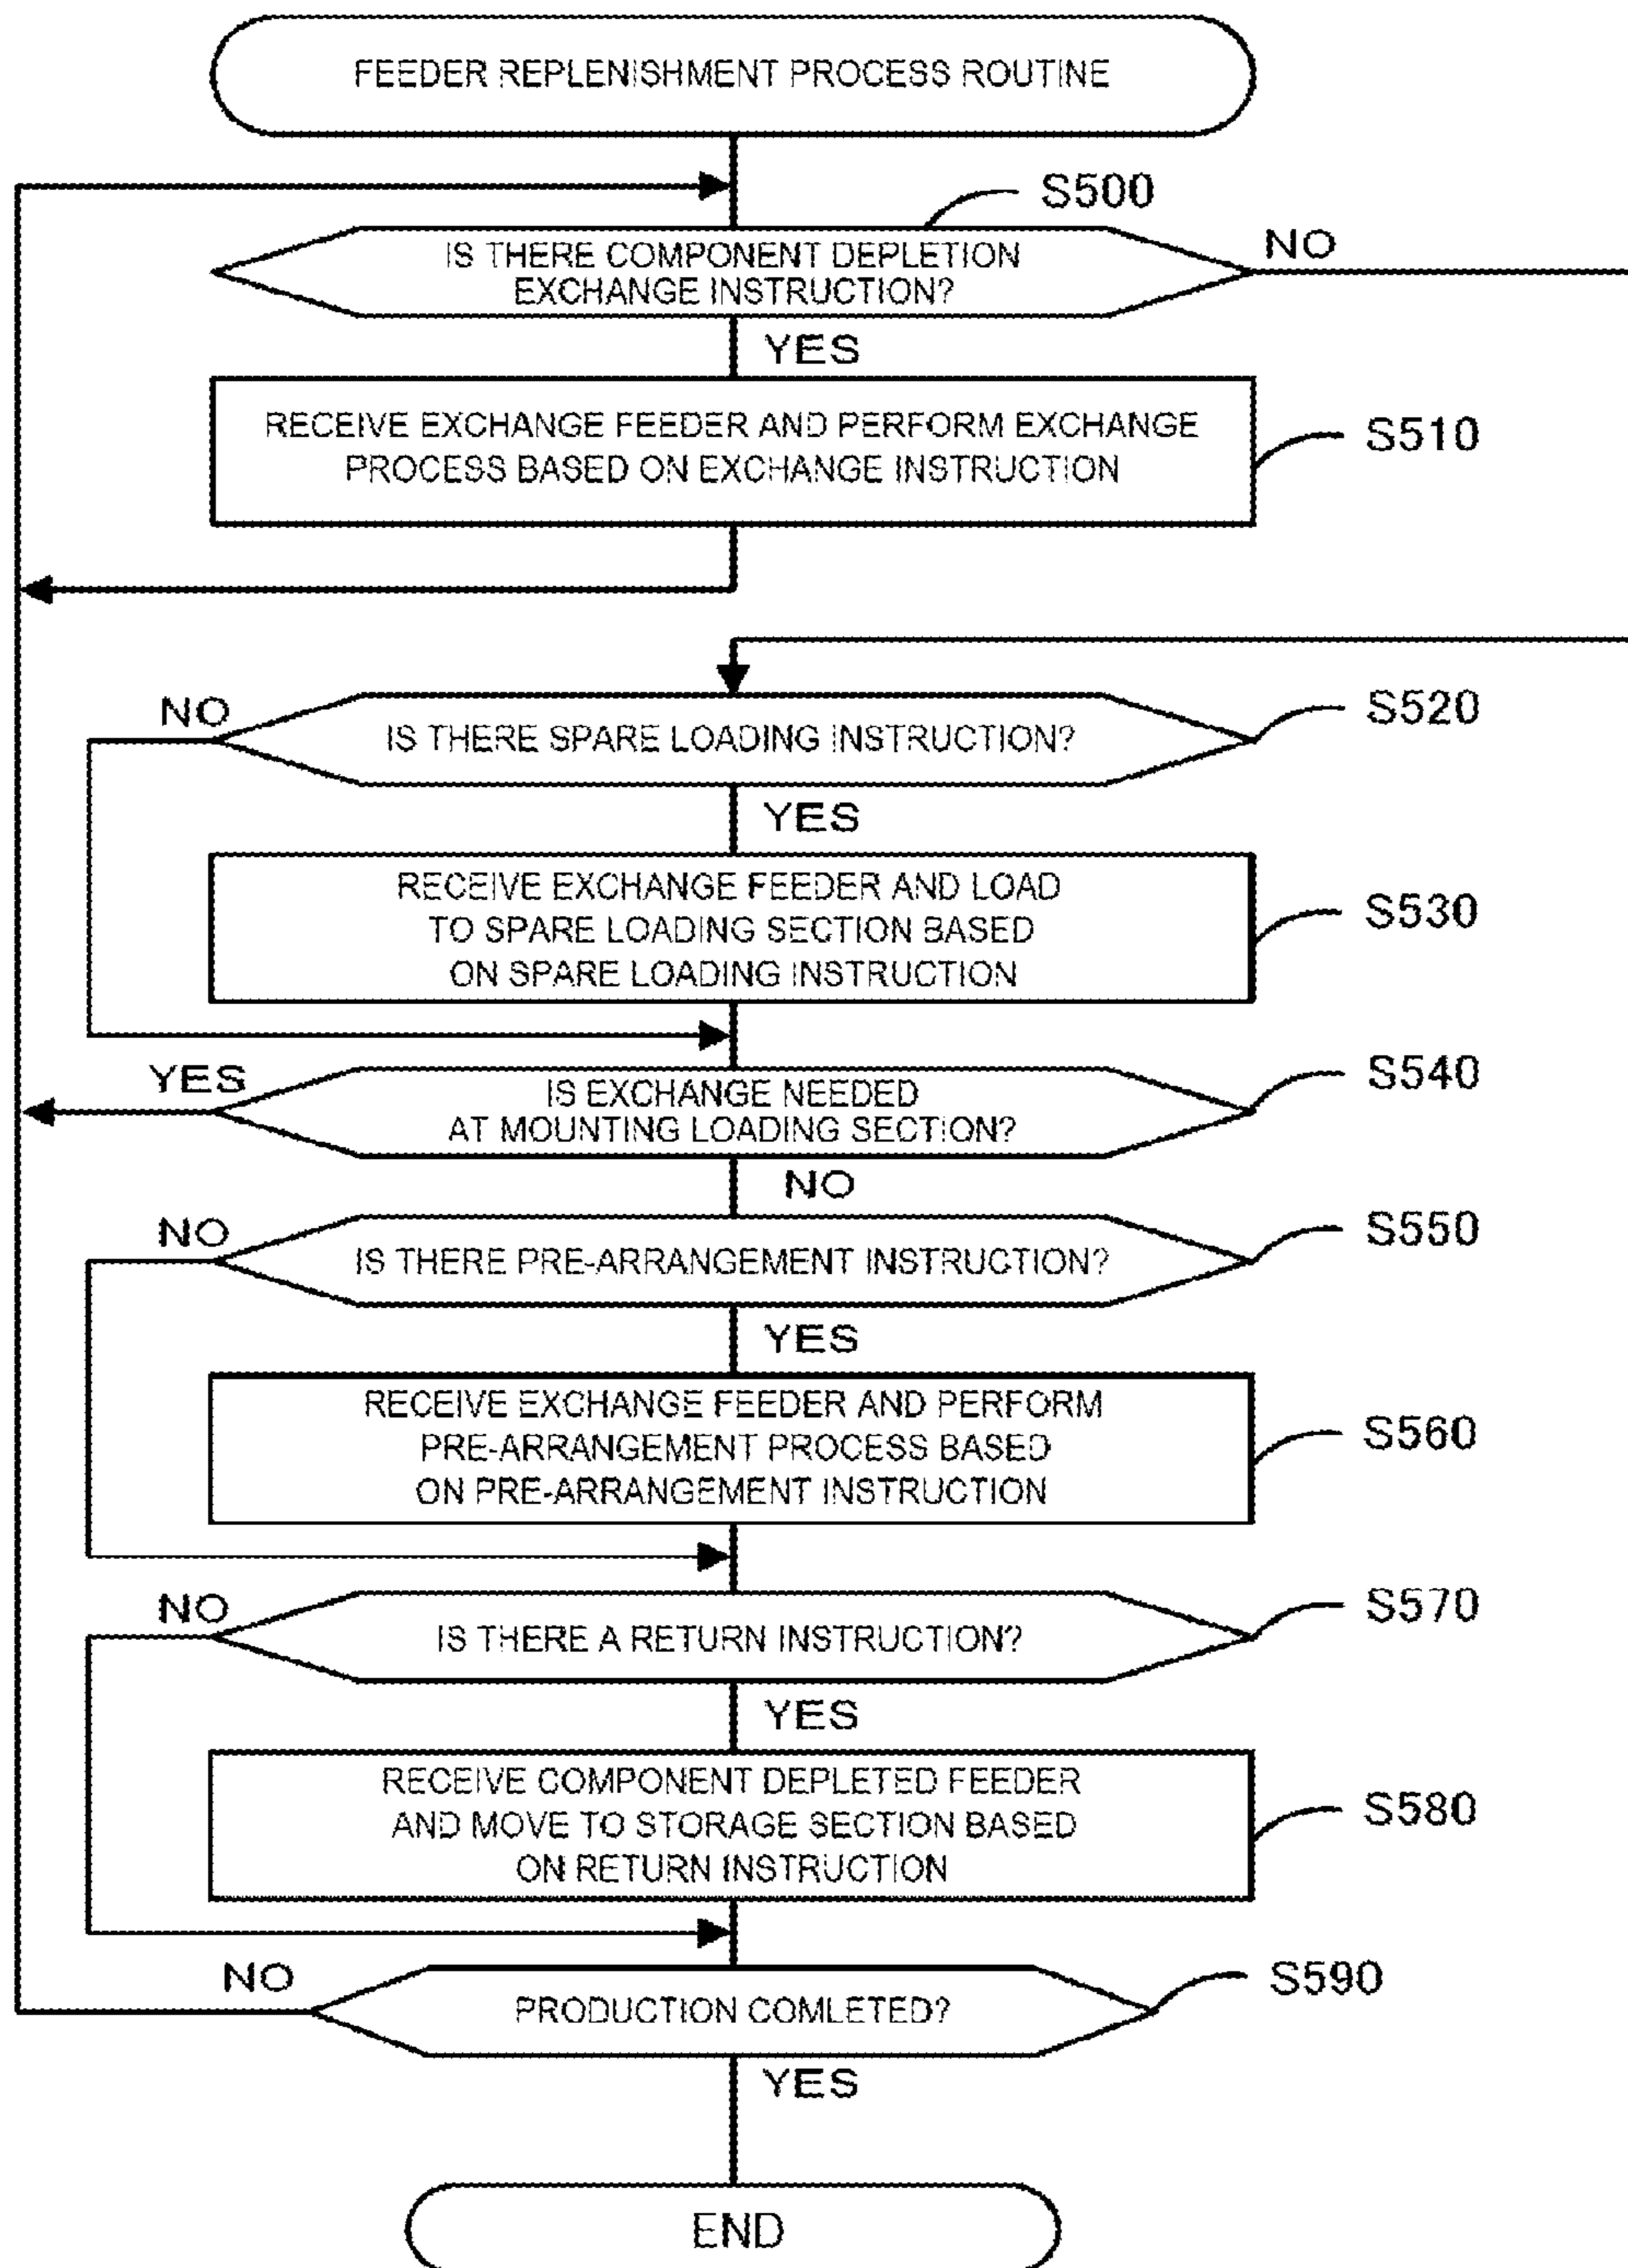 FEEDER REPLENISHMENT PROCESS ROUTINE
S500
IS THERE COMPONENT DEPLETION
EXCHANGE INSTRUCTION?
NO
YES
RECEIVE EXCHANGE FEEDER AND PERFORM EXCHANGE
PROCESS BASED ON EXCHANGE INSTRUCTION
S510
NO
IS THERE SPARE LOADING INSTRUCTION?
S520
YES
RECEIVE EXCHANGE FEEDER AND LOAD
TO SPARE LOADING SECTION BASED
ON SPARE LOADING INSTRUCTION
S530
YES
IS EXCHANGE NEEDED
AT MOUNTING LOADING SECTION?
S540
NO
NO
IS THERE PRE-ARRANGEMENT INSTRUCTION?
S550
YES
RECEIVE EXCHANGE FEEDER AND PERFORM
PRE-ARRANGEMENT PROCESS BASED
ON PRE-ARRANGEMENT INSTRUCTION
S560
NO
IS THERE A RETURN INSTRUCTION?
S570
YES
RECEIVE COMPONENT DEPLETED FEEDER
AND MOVE TO STORAGE SECTION BASED
ON RETURN INSTRUCTION
S580
NO
PRODUCTION COMLETED?
S590
YES
END